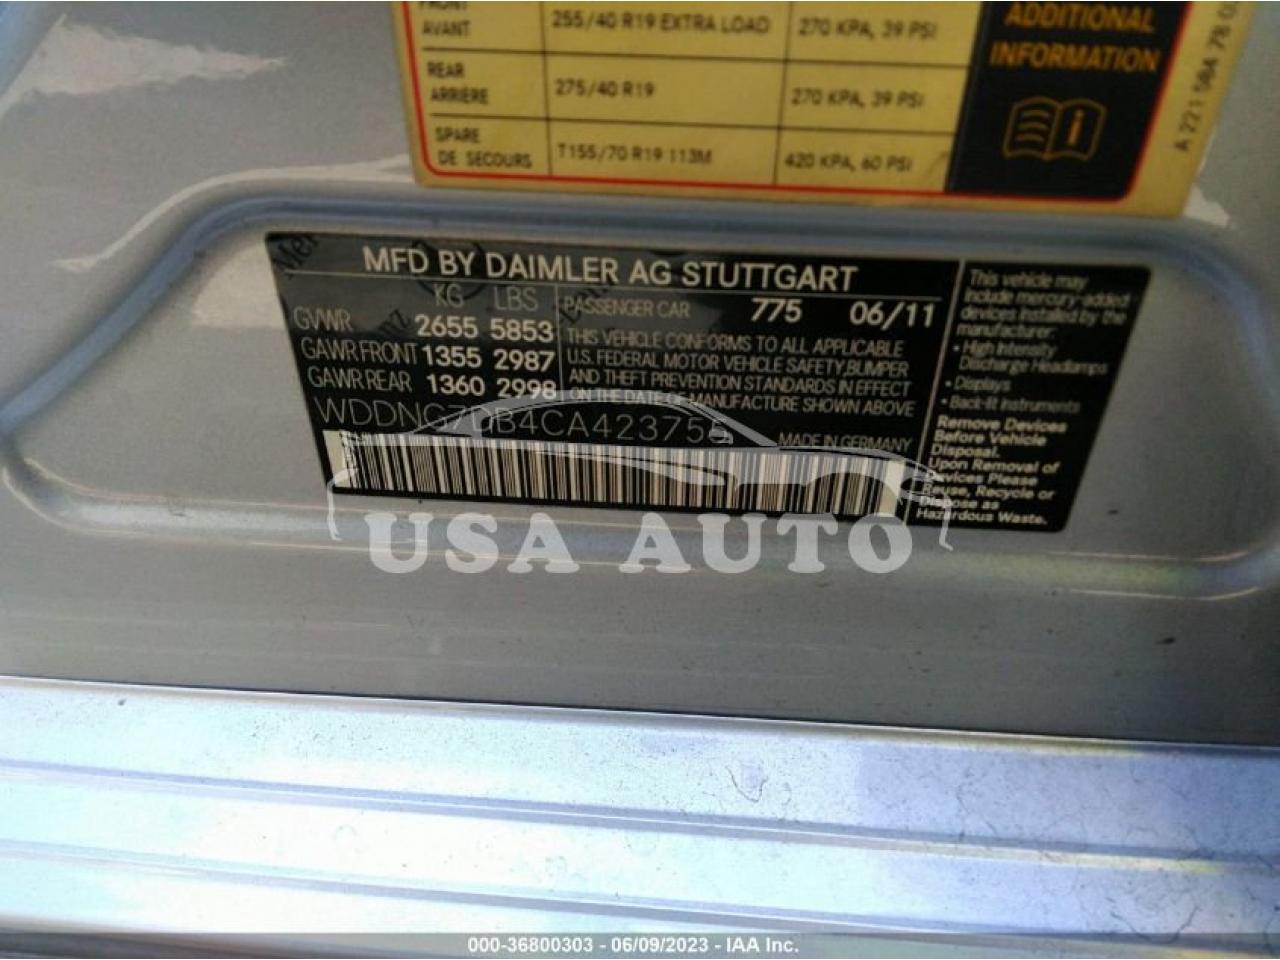 FRONT
AVANT
255/40 R19 EXTRA LOAD
270 KPA, 39 PSI
REAR
ARRIÈRE
275/40 R19
270 KPA, 39 PSI
SPARE
DE SECOURS
T155/70 R19 113M
420 KPA, 60 PSI
ADDITIONAL
INFORMATION
A 221 584 78
MFD BY DAIMLER AG STUTTGART
KG LBS
GVWR 2655 5853
GAWR FRONT 1355 2987
GAWR REAR 1360 2998
PASSENGER CAR 775 06/11
THIS VEHICLE CONFORMS TO ALL APPLICABLE
U.S. FEDERAL MOTOR VEHICLE SAFETY, BUMPER
AND THEFT PREVENTION STANDARDS IN EFFECT
ON THE DATE OF MANUFACTURE SHOWN ABOVE
WDDNG7DB4CA42375
MADE IN GERMANY
This vehicle may
include mercury-added
devices installed by the
manufacturer:
• High Intensity
Discharge Headlamps
• Displays
• Back-lit Instruments
Remove Devices
Before Vehicle
Disposal.
Upon Removal of
Devices Please
Reuse, Recycle or
Dispose as
Hazardous Waste.
USA AUTO
000-36800303 - 06/09/2023 - IAA Inc.